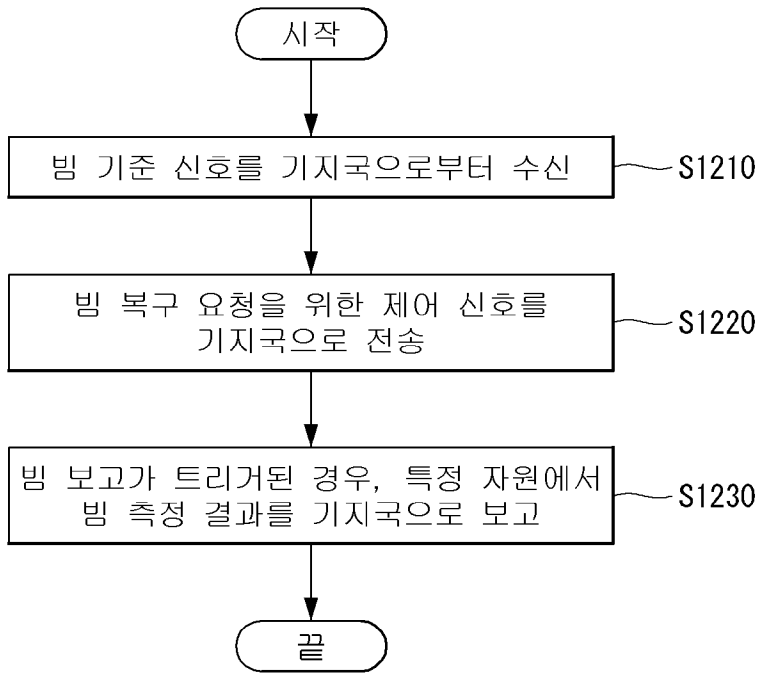 시작
빔 기준 신호를 기지국으로부터 수신
S1210
빔 복구 요청을 위한 제어 신호를
기지국으로 전송
S1220
빔 보고가 트리거된 경우, 특정 자원에서
빔 측정 결과를 기지국으로 보고
S1230
끝